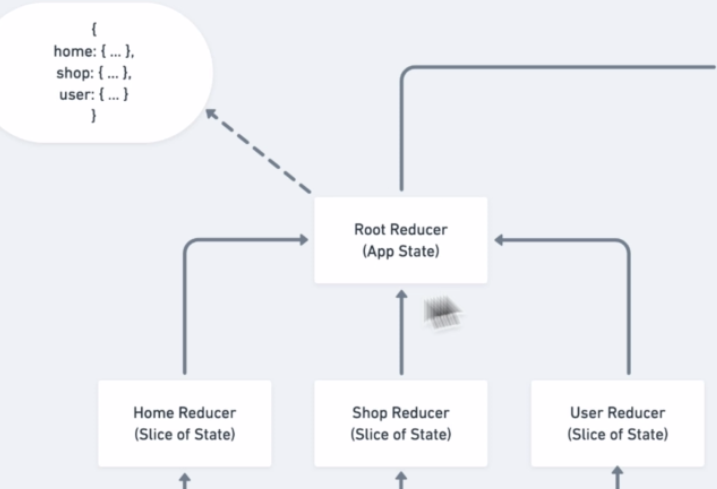 {
home: { ... },
shop: { ... },
user: { ... }
}
Root Reducer
(App State)
Home Reducer
(Slice of State)
Shop Reducer
(Slice of State)
User Reducer
(Slice of State)